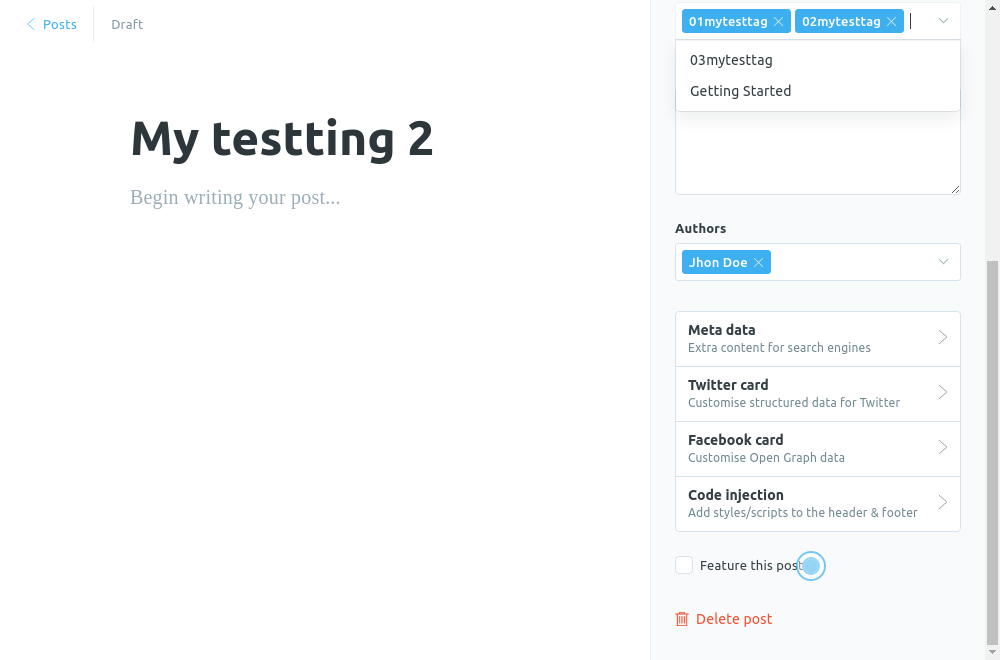 Posts
Draft
My testting 2
Begin writing your post...
01mytesttag
02mytesttag
03mytesttag
Getting Started
Authors
Jhon Doe
Meta data
Extra content for search engines
Twitter card
Customise structured data for Twitter
Facebook card
Customise Open Graph data
Code injection
Add styles/scripts to the header & footer
Feature this post
Delete post